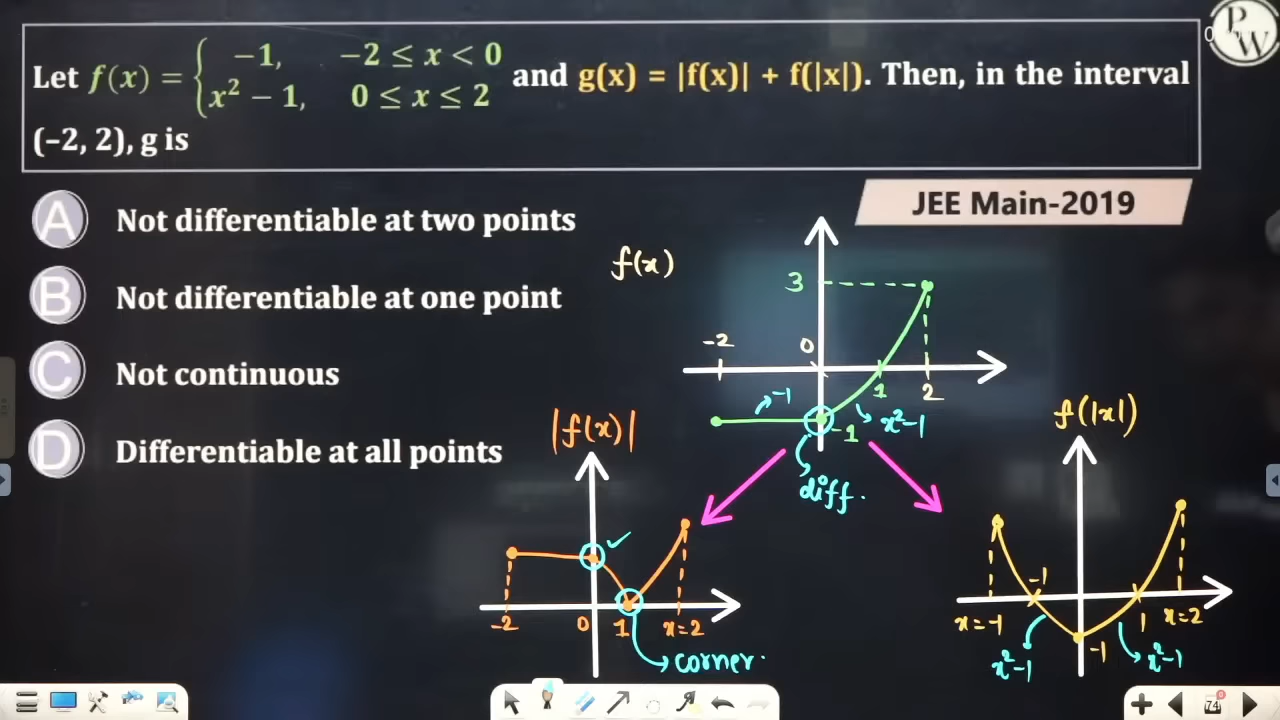 PW
Let f(x) = { −1, −2 ≤ x < 0
x² − 1, 0 ≤ x ≤ 2
and g(x) = |f(x)| + f(|x|). Then, in the interval
(–2, 2), g is
JEE Main-2019
A Not differentiable at two points
B Not differentiable at one point
C Not continuous
D Differentiable at all points
f(x)
3
-2 0 1 2
-1
-1
x²-1
diff.
|f(x)|
-2 0 1 x=2
corner.
f(|x|)
x=-1 -1 1 x=2
-1
x²-1 x²-1
74